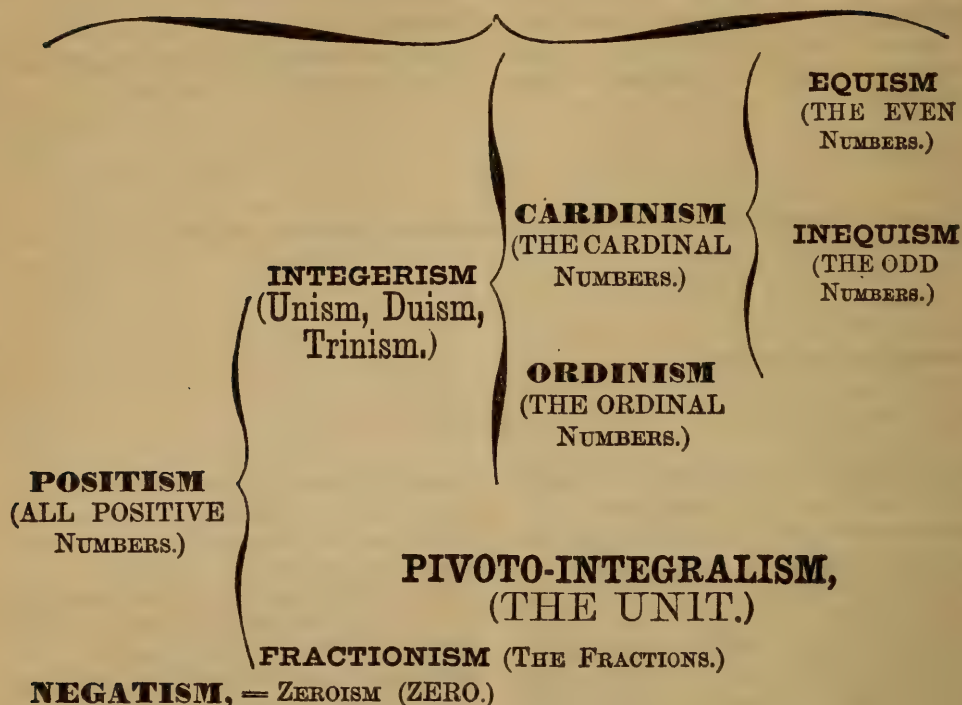 EQUISM
(THE EVEN
NUMBERS.)
CARDINISM
(THE CARDINAL
NUMBERS.)
INEQUISM
(THE ODD
NUMBERS.)
INTEGERISM
(Unism, Duism,
Trinism.)
ORDINISM
(THE ORDINAL
NUMBERS.)
POSITISM
(ALL POSITIVE
NUMBERS.)
PIVOTO-INTEGRALISM,
(THE UNIT.)
FRACTIONISM (THE FRACTIONS.)
NEGATISM, = ZEROISM (ZERO.)